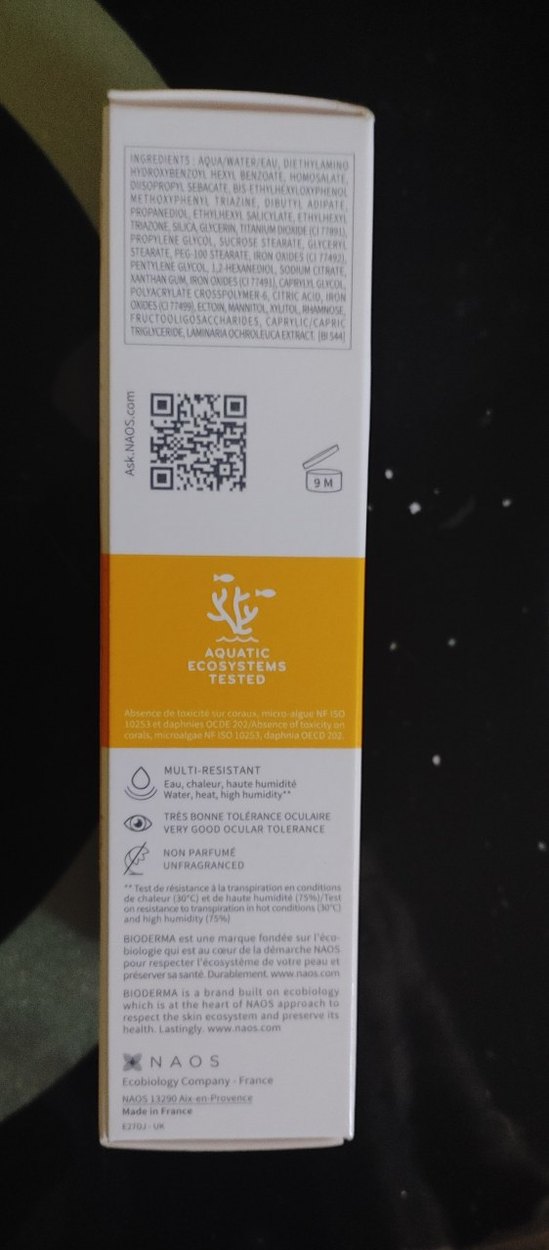 INGREDIENTS : AQUA/WATER/EAU, DIETHYLAMINO
HYDROXYBENZOYL HEXYL BENZOATE, HOMOSALATE,
DIISOPROPYL SEBACATE, BIS-ETHYLHEXYLOXYPHENOL
METHOXYPHENYL TRIAZINE, DIBUTYL ADIPATE,
PROPANEDIOL, ETHYLHEXYL SALICYLATE, ETHYLHEXYL
TRIAZONE, SILICA, GLYCERIN, TITANIUM DIOXIDE (CI 77891),
PROPYLENE GLYCOL, SUCROSE STEARATE, GLYCERYL
STEARATE, PEG-100 STEARATE, IRON OXIDES (CI 77492),
PENTYLENE GLYCOL, 1,2-HEXANEDIOL, SODIUM CITRATE,
XANTHAN GUM, IRON OXIDES (CI 77491), CAPRYLYL GLYCOL,
POLYACRYLATE CROSSPOLYMER-6, CITRIC ACID, IRON
OXIDES (CI 77499), ECTOIN, MANNITOL, XYLITOL, RHAMNOSE,
FRUCTOOLIGOSACCHARIDES, CAPRYLIC/CAPRIC
TRIGLYCERIDE, LAMINARIA OCHROLEUCA EXTRACT. [BI 544]
Ask.NAOS.com
9 M
AQUATIC
ECOSYSTEMS
TESTED
Absence de toxicité sur coraux, micro-algue NF ISO
10253 et daphnies OCDE 202/Absence of toxicity on
corals, microalgae NF ISO 10253, daphnia OECD 202.
MULTI-RESISTANT
Eau, chaleur, haute humidité
Water, heat, high humidity**
TRÈS BONNE TOLÉRANCE OCULAIRE
VERY GOOD OCULAR TOLERANCE
NON PARFUMÉ
UNFRAGRANCED
** Test de résistance à la transpiration en conditions
de chaleur (30°C) et de haute humidité (75%)/Test
on resistance to transpiration in hot conditions (30°C)
and high humidity (75%)
BIODERMA est une marque fondée sur l'éco-
biologie qui est au cœur de la démarche NAOS
pour respecter l'écosystème de votre peau et
préserver sa santé. Durablement. www.naos.com
BIODERMA is a brand built on ecobiology
which is at the heart of NAOS approach to
respect the skin ecosystem and preserve its
health. Lastingly. www.naos.com
NAOS
Ecobiology Company - France
NAOS 13290 Aix-en-Provence
Made in France
E270J - UK